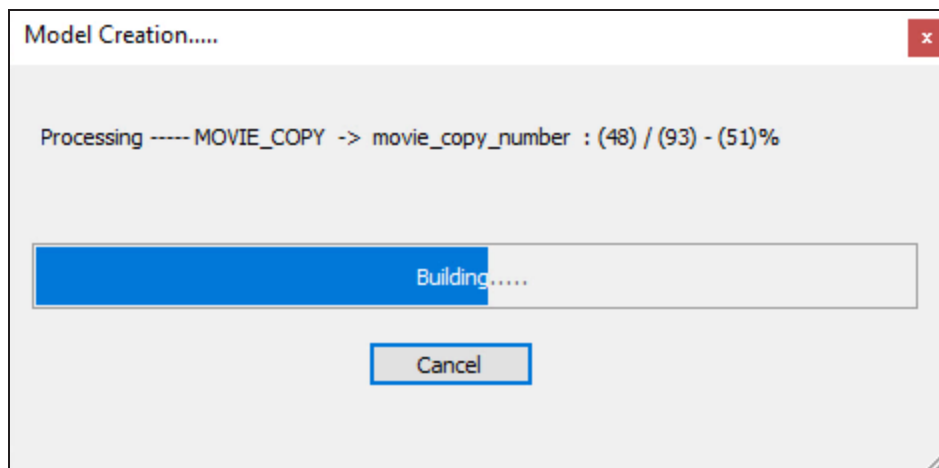 Model Creation.....
x
Processing ----- MOVIE_COPY -> movie_copy_number : (48) / (93) - (51)%
Building.....
Cancel